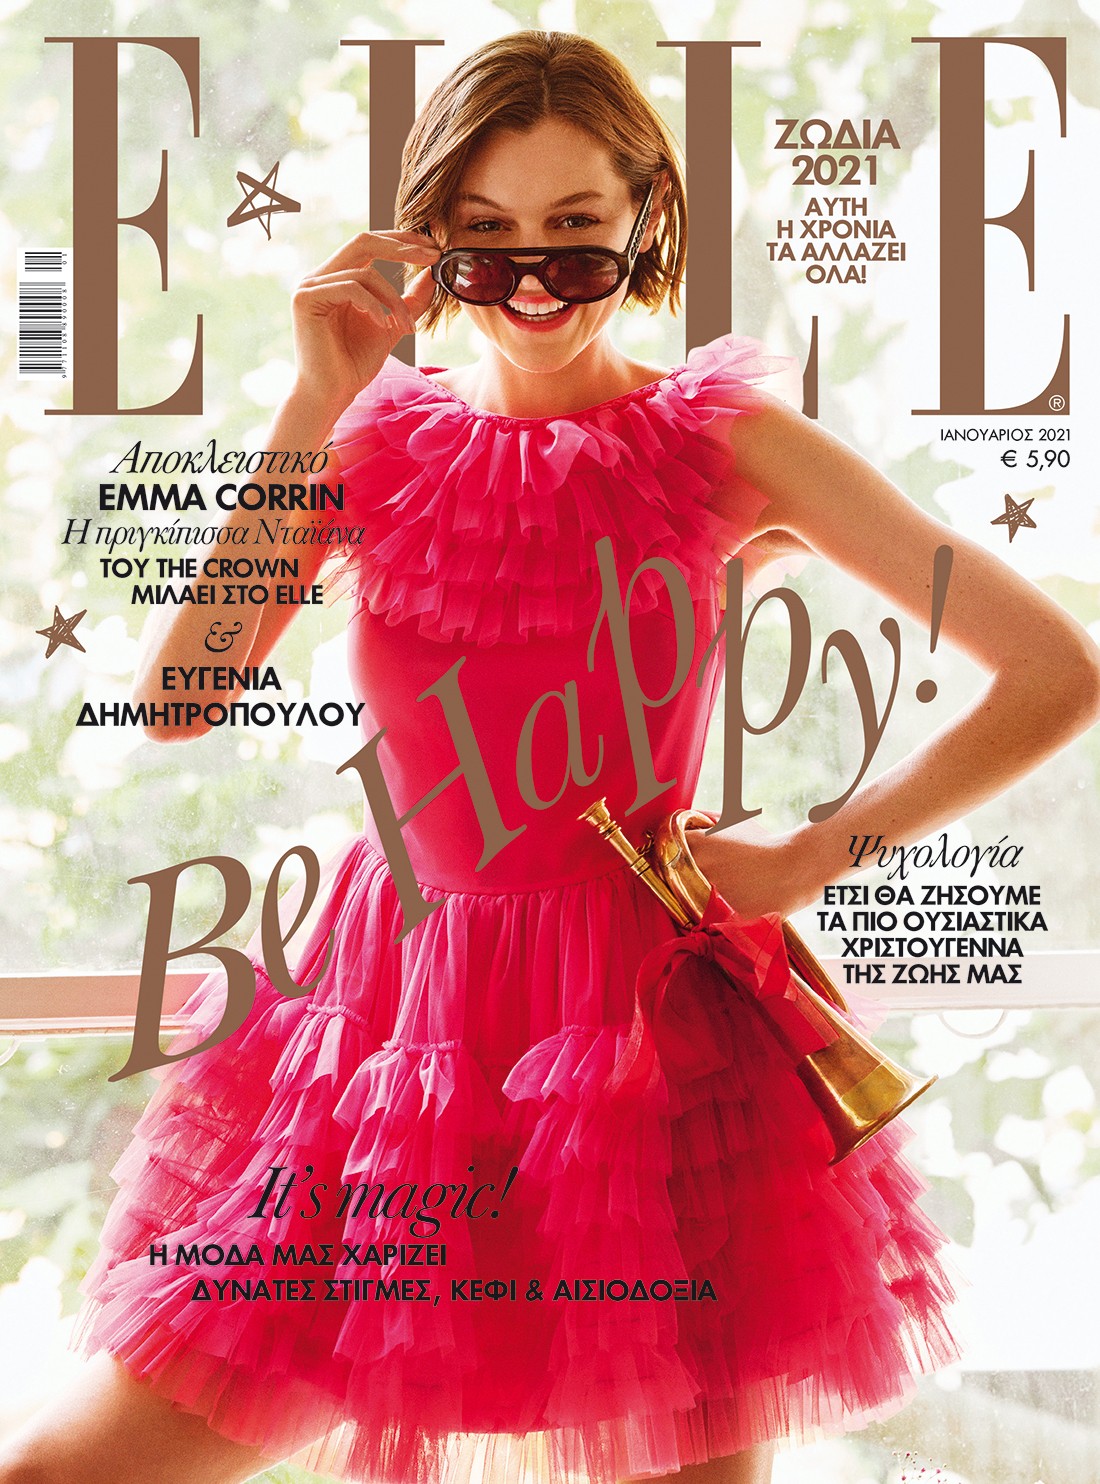 ELLE
ΖΩΔΙΑ
2021
ΑΥΤΗ
Η ΧΡΟΝΙΑ
ΤΑ ΑΛΛΑΖΕΙ
ΟΛΑ!
®
ΙΑΝΟΥΑΡΙΟΣ 2021
€ 5,90
Αποκλειστικό
EMMA CORRIN
Η πριγκίπισσα Νταϊάνα
ΤΟΥ THE CROWN
ΜΙΛΑΕΙ ΣΤΟ ELLE
&
ΕΥΓΕΝΙΑ
ΔΗΜΗΤΡΟΠΟΥΛΟΥ
Be Happy!
Ψυχολογία
ΕΤΣΙ ΘΑ ΖΗΣΟΥΜΕ
ΤΑ ΠΙΟ ΟΥΣΙΑΣΤΙΚΑ
ΧΡΙΣΤΟΥΓΕΝΝΑ
ΤΗΣ ΖΩΗΣ ΜΑΣ
It's magic!
Η ΜΟΔΑ ΜΑΣ ΧΑΡΙΖΕΙ
ΔΥΝΑΤΕΣ ΣΤΙΓΜΕΣ, ΚΕΦΙ & ΑΙΣΙΟΔΟΞΙΑ